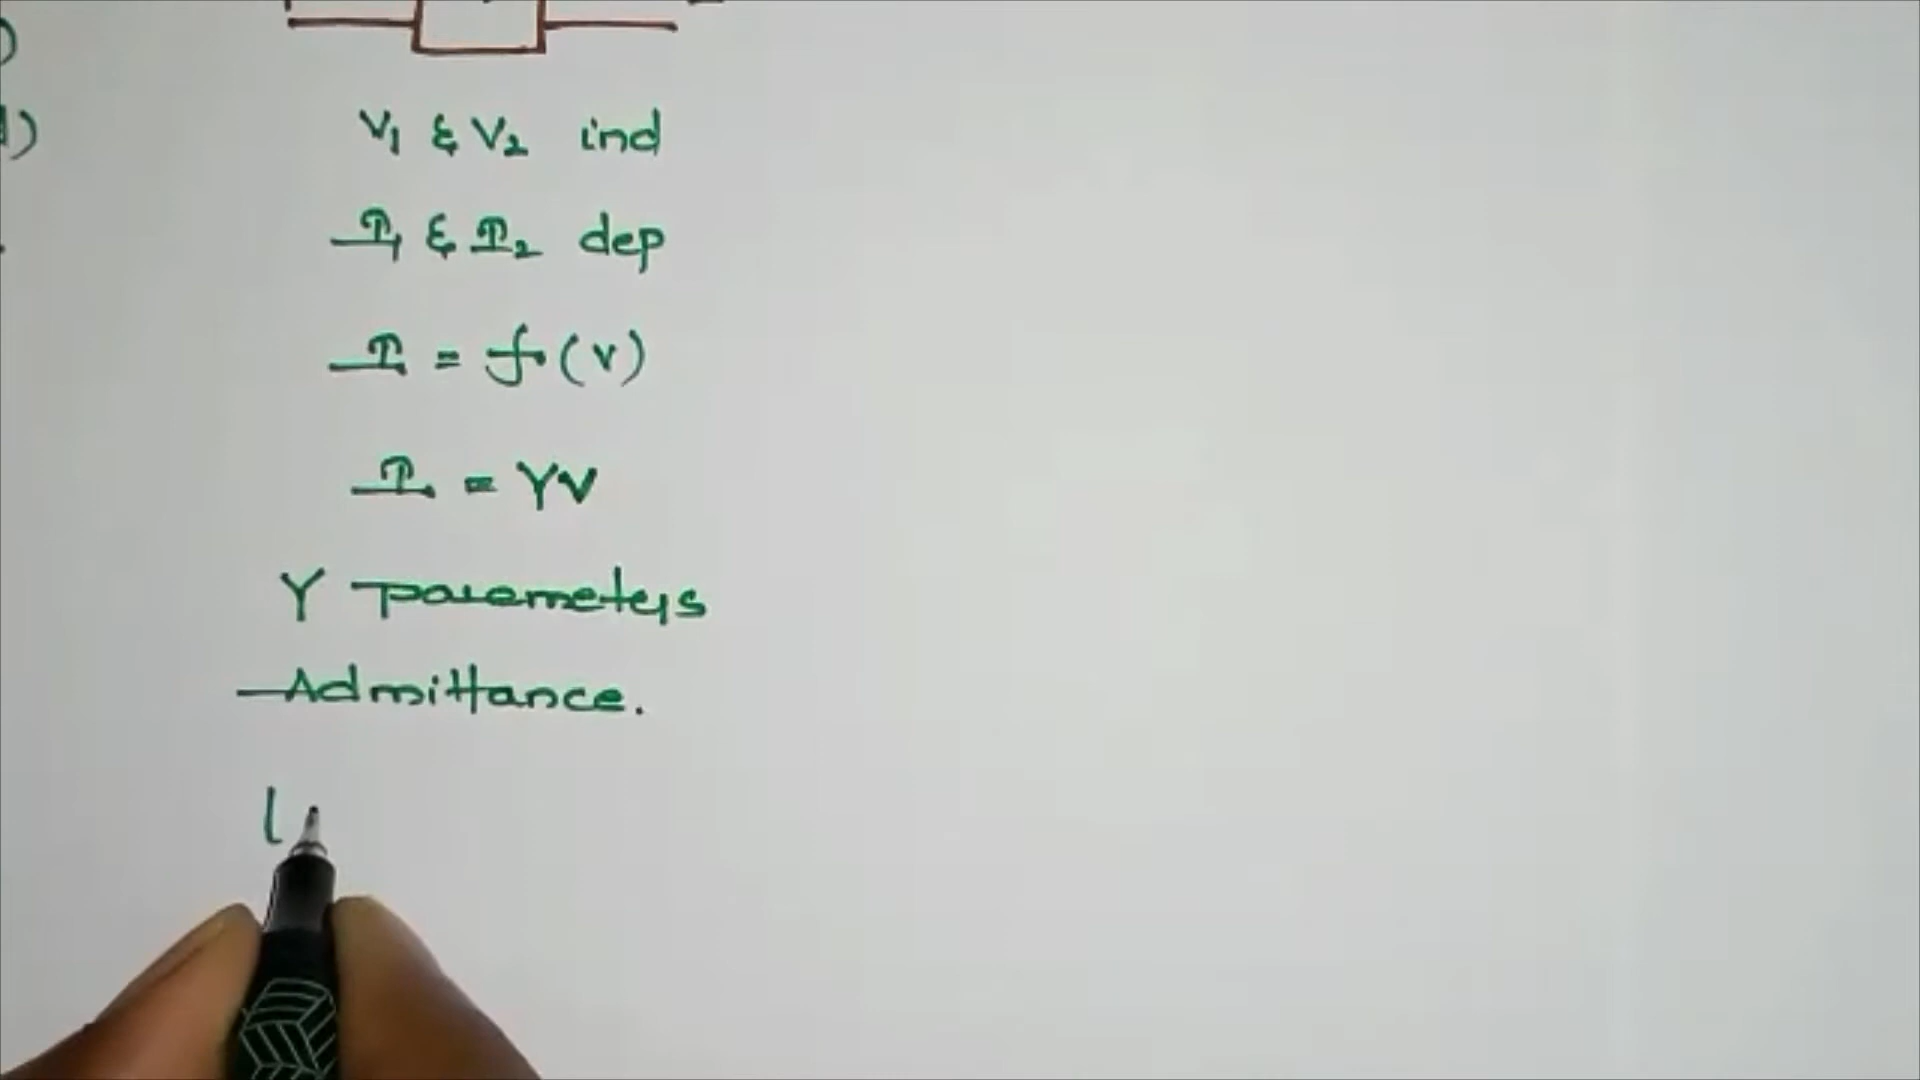 )
d)
V1 & V2 ind
I1 & I2 dep
I = f(V)
I = YV
Y parameters
Admittance.